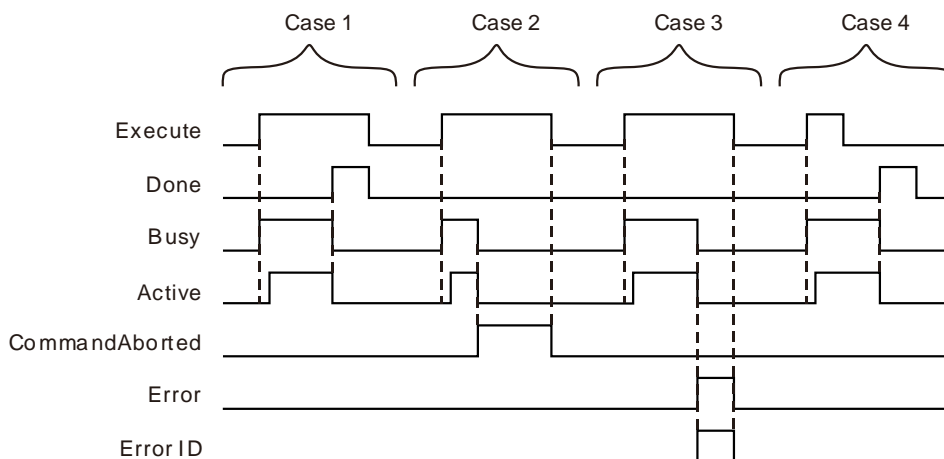 Case 1 Case 2 Case 3 Case 4
Execute
Done
Busy
Active
CommandAborted
Error
Error ID